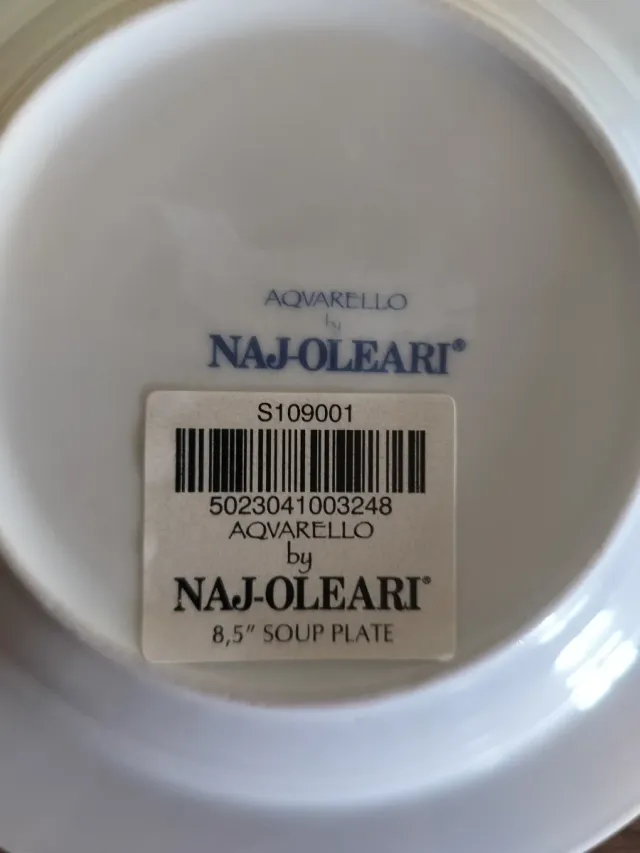 AQVARELLO
by
NAJ-OLEARI®
S109001
5023041003248
AQVARELLO
by
NAJ-OLEARI®
8,5" SOUP PLATE